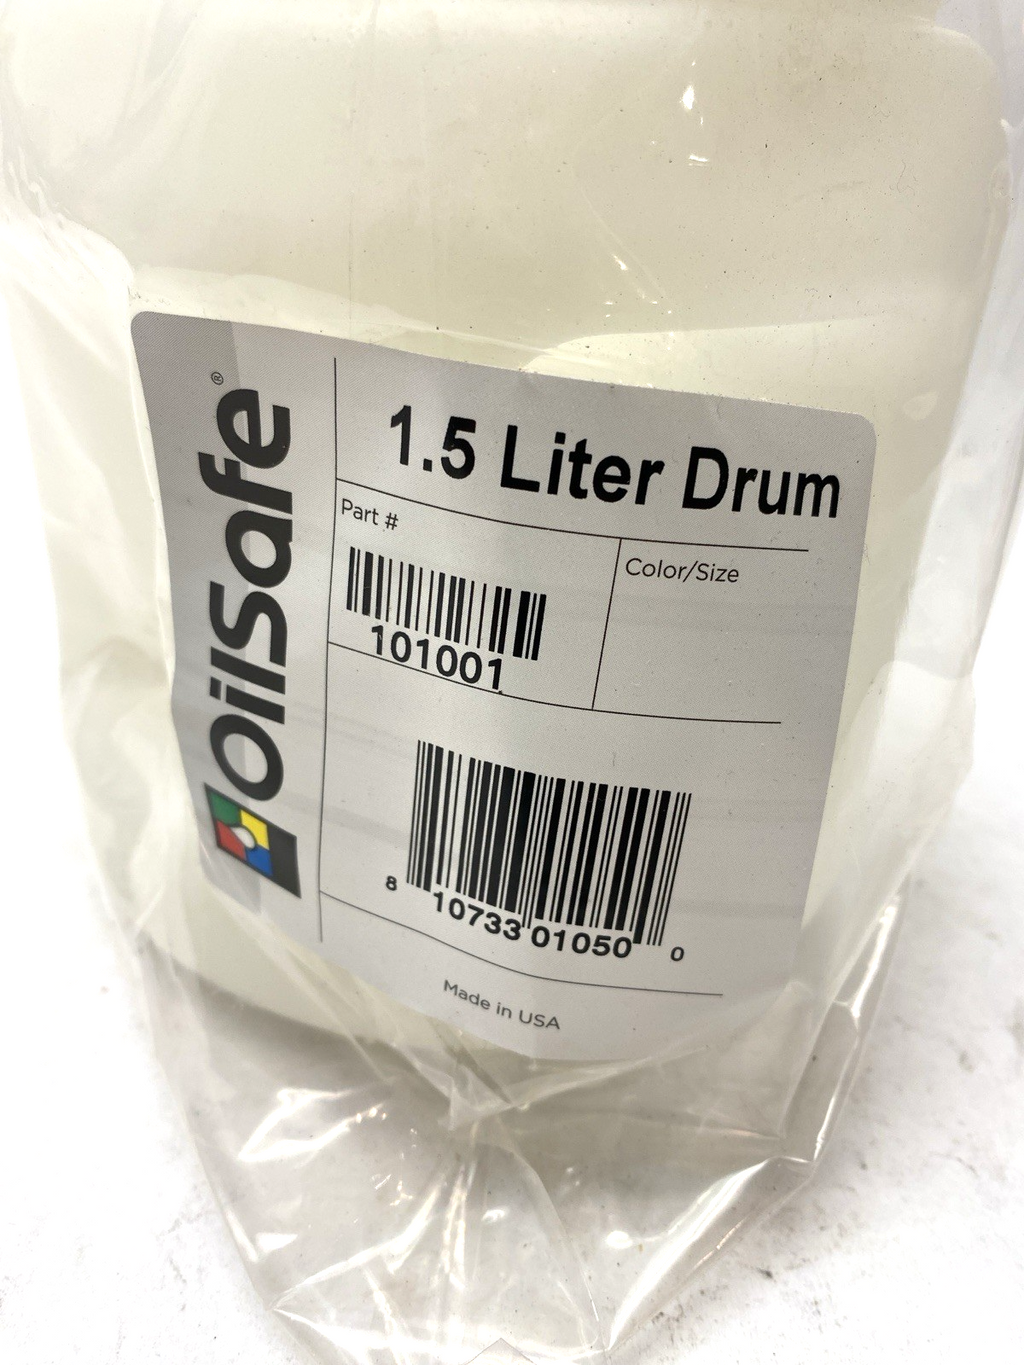 OilSafe®
1.5 Liter Drum
Part #
101001
Color/Size
8 10733 01050 0
Made in USA